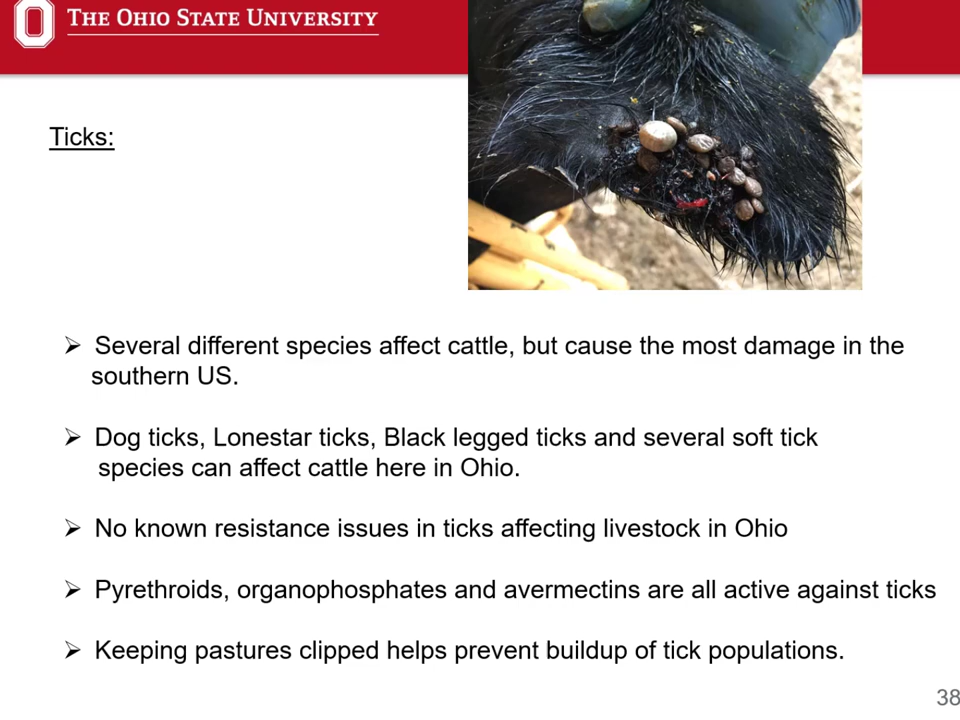 THE OHIO STATE UNIVERSITY
Ticks:
➢ Several different species affect cattle, but cause the most damage in the
southern US.
➢ Dog ticks, Lonestar ticks, Black legged ticks and several soft tick
species can affect cattle here in Ohio.
➢ No known resistance issues in ticks affecting livestock in Ohio
➢ Pyrethroids, organophosphates and avermectins are all active against ticks
➢ Keeping pastures clipped helps prevent buildup of tick populations.
38